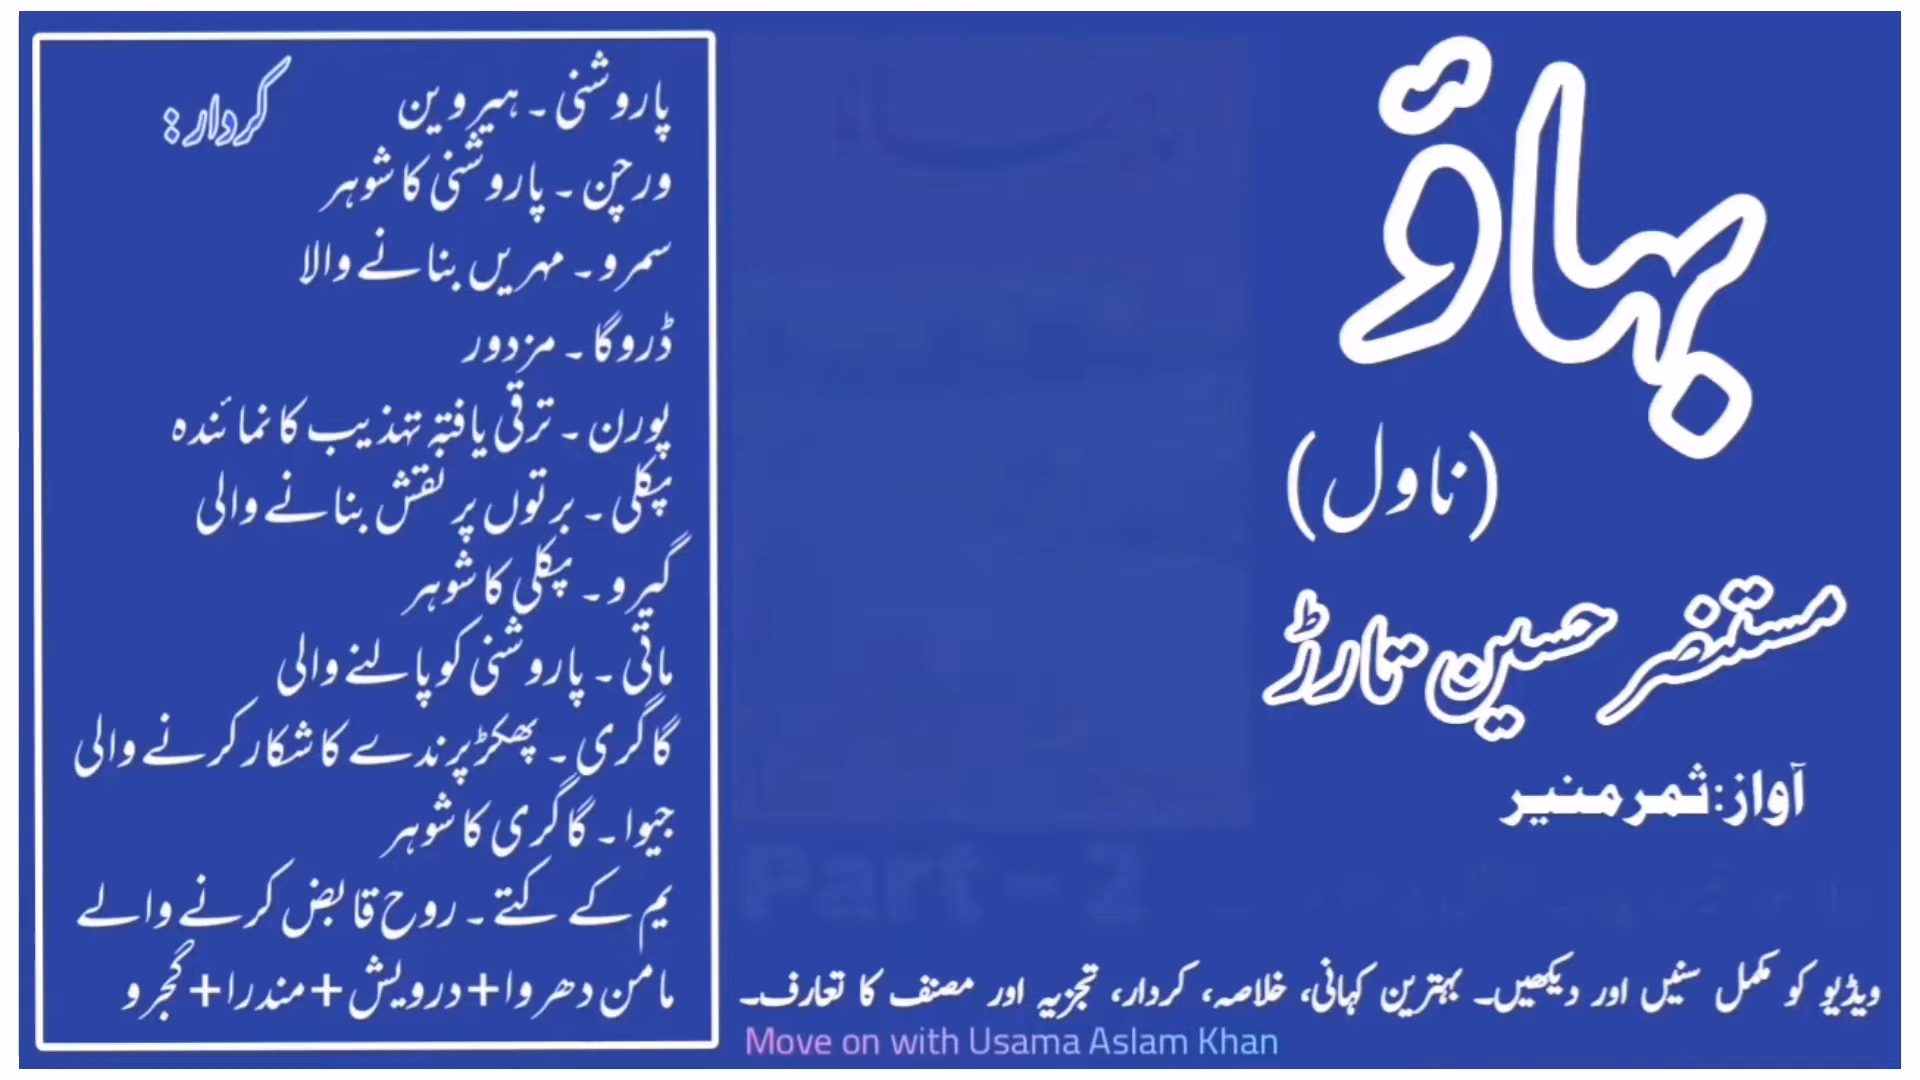 بہاؤ
(ناول)
مستنصر حسین تارڑ
آواز: ثمر منیر
ویڈیو کو مکمل سنیں اور دیکھیں۔ بہترین کہانی، خلاصہ، کردار، تجزیہ اور مصنف کا تعارف۔
Move on with Usama Aslam Khan
Part - 2
کردار:
پاروشنی ۔ ہیروین
ورچن ۔ پاروشنی کا شوہر
سمرو ۔ مہریں بنانے والا
ڈروگا ۔ مزدور
پورن ۔ ترقی یافتہ تہذیب کا نمائندہ
پکلی ۔ برتوں پر نقش بنانے والی
گیرو ۔ پکلی کا شوہر
ماتی ۔ پاروشنی کو پالنے والی
گاگری ۔ پھکڑ پرندے کا شکار کرنے والی
جیوا ۔ گاگری کا شوہر
یم کے کتے ۔ روح قابض کرنے والے
مامن دھروا + درویش + مندرا + گجرو